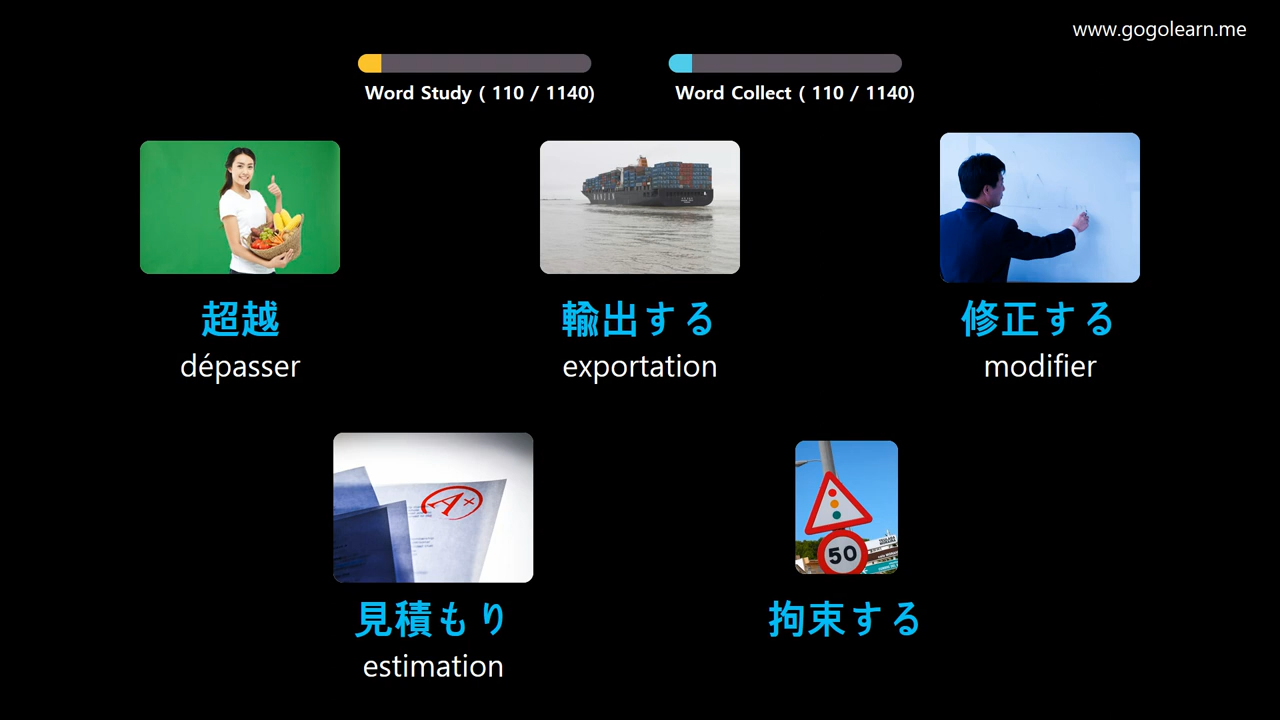 www.gogolearn.me
Word Study ( 110 / 1140)
Word Collect ( 110 / 1140)
HANJIN
超越
dépasser
輸出する
exportation
修正する
modifier
A+
見積もり
estimation
50
拘束する